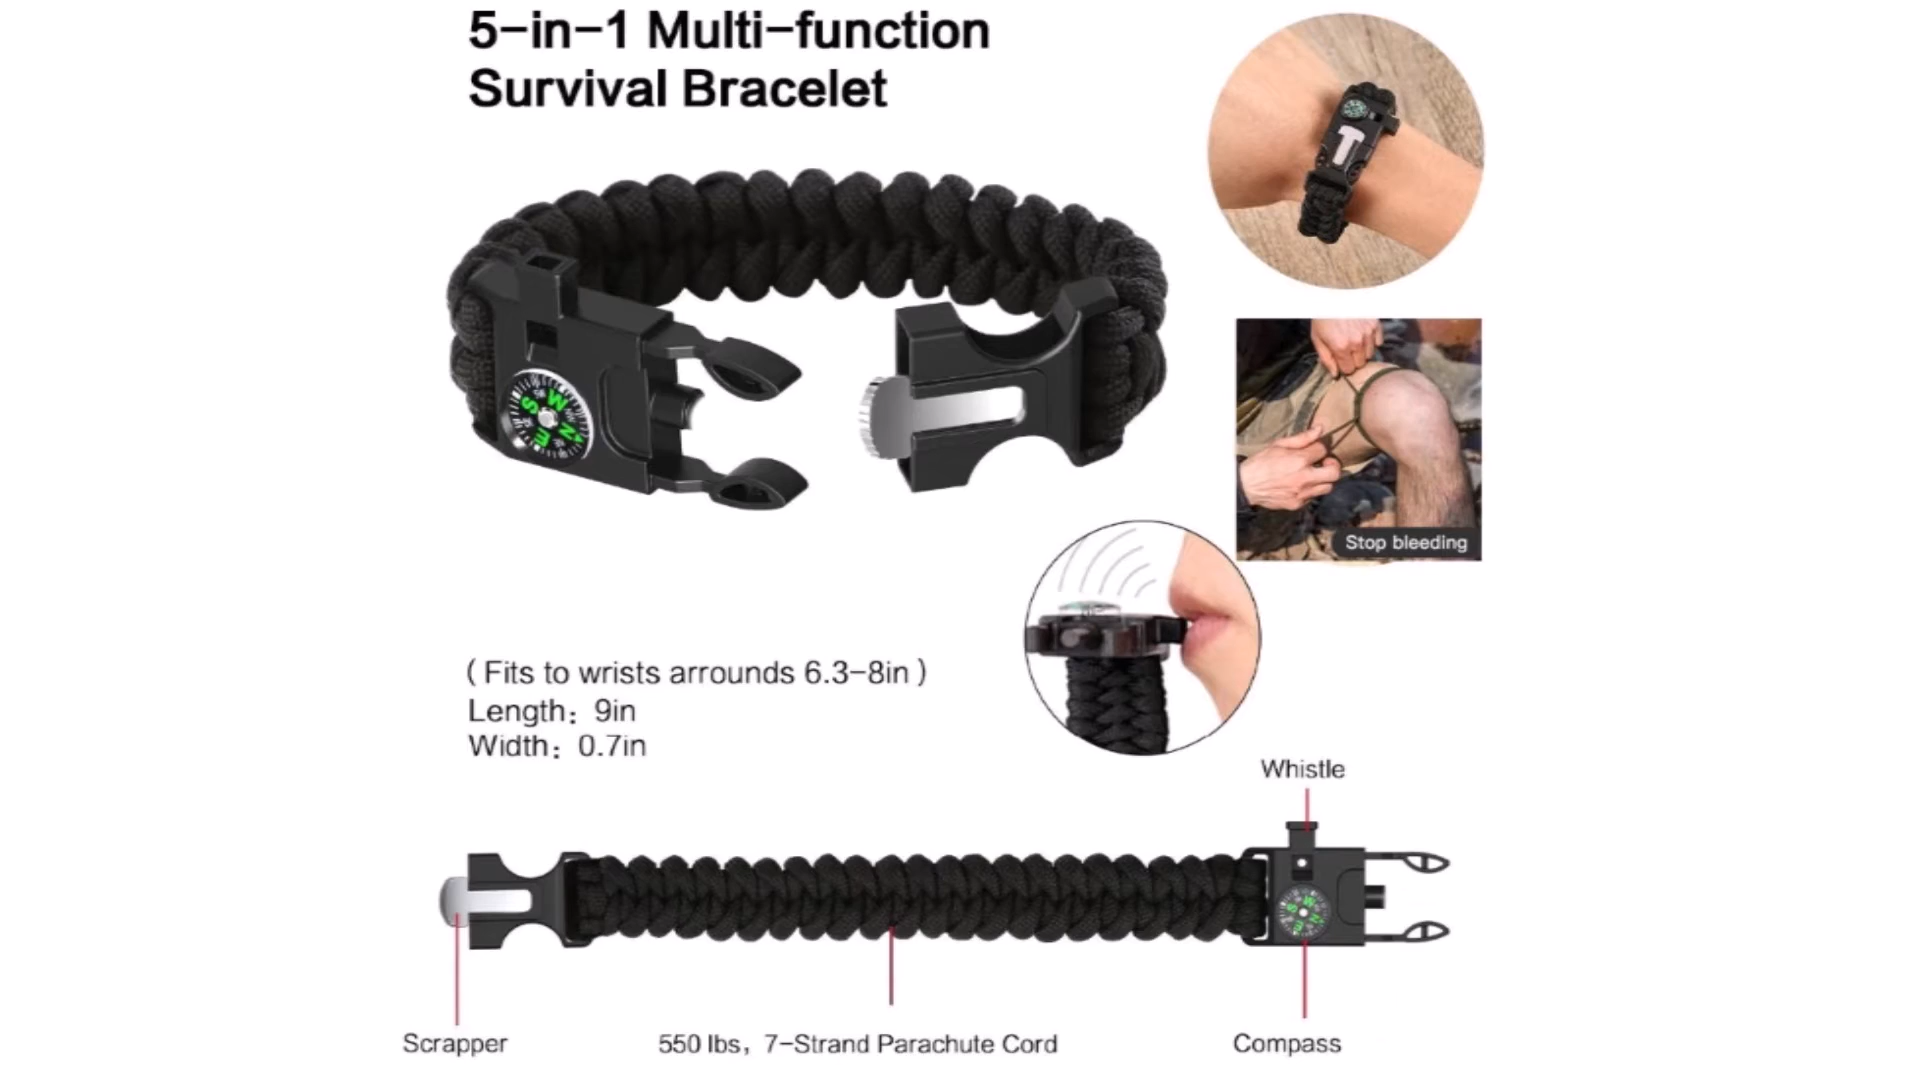 5-in-1 Multi-function
Survival Bracelet
Stop bleeding
( Fits to wrists arrounds 6.3-8in )
Length: 9in
Width: 0.7in
Whistle
Scrapper
550 lbs, 7-Strand Parachute Cord
Compass